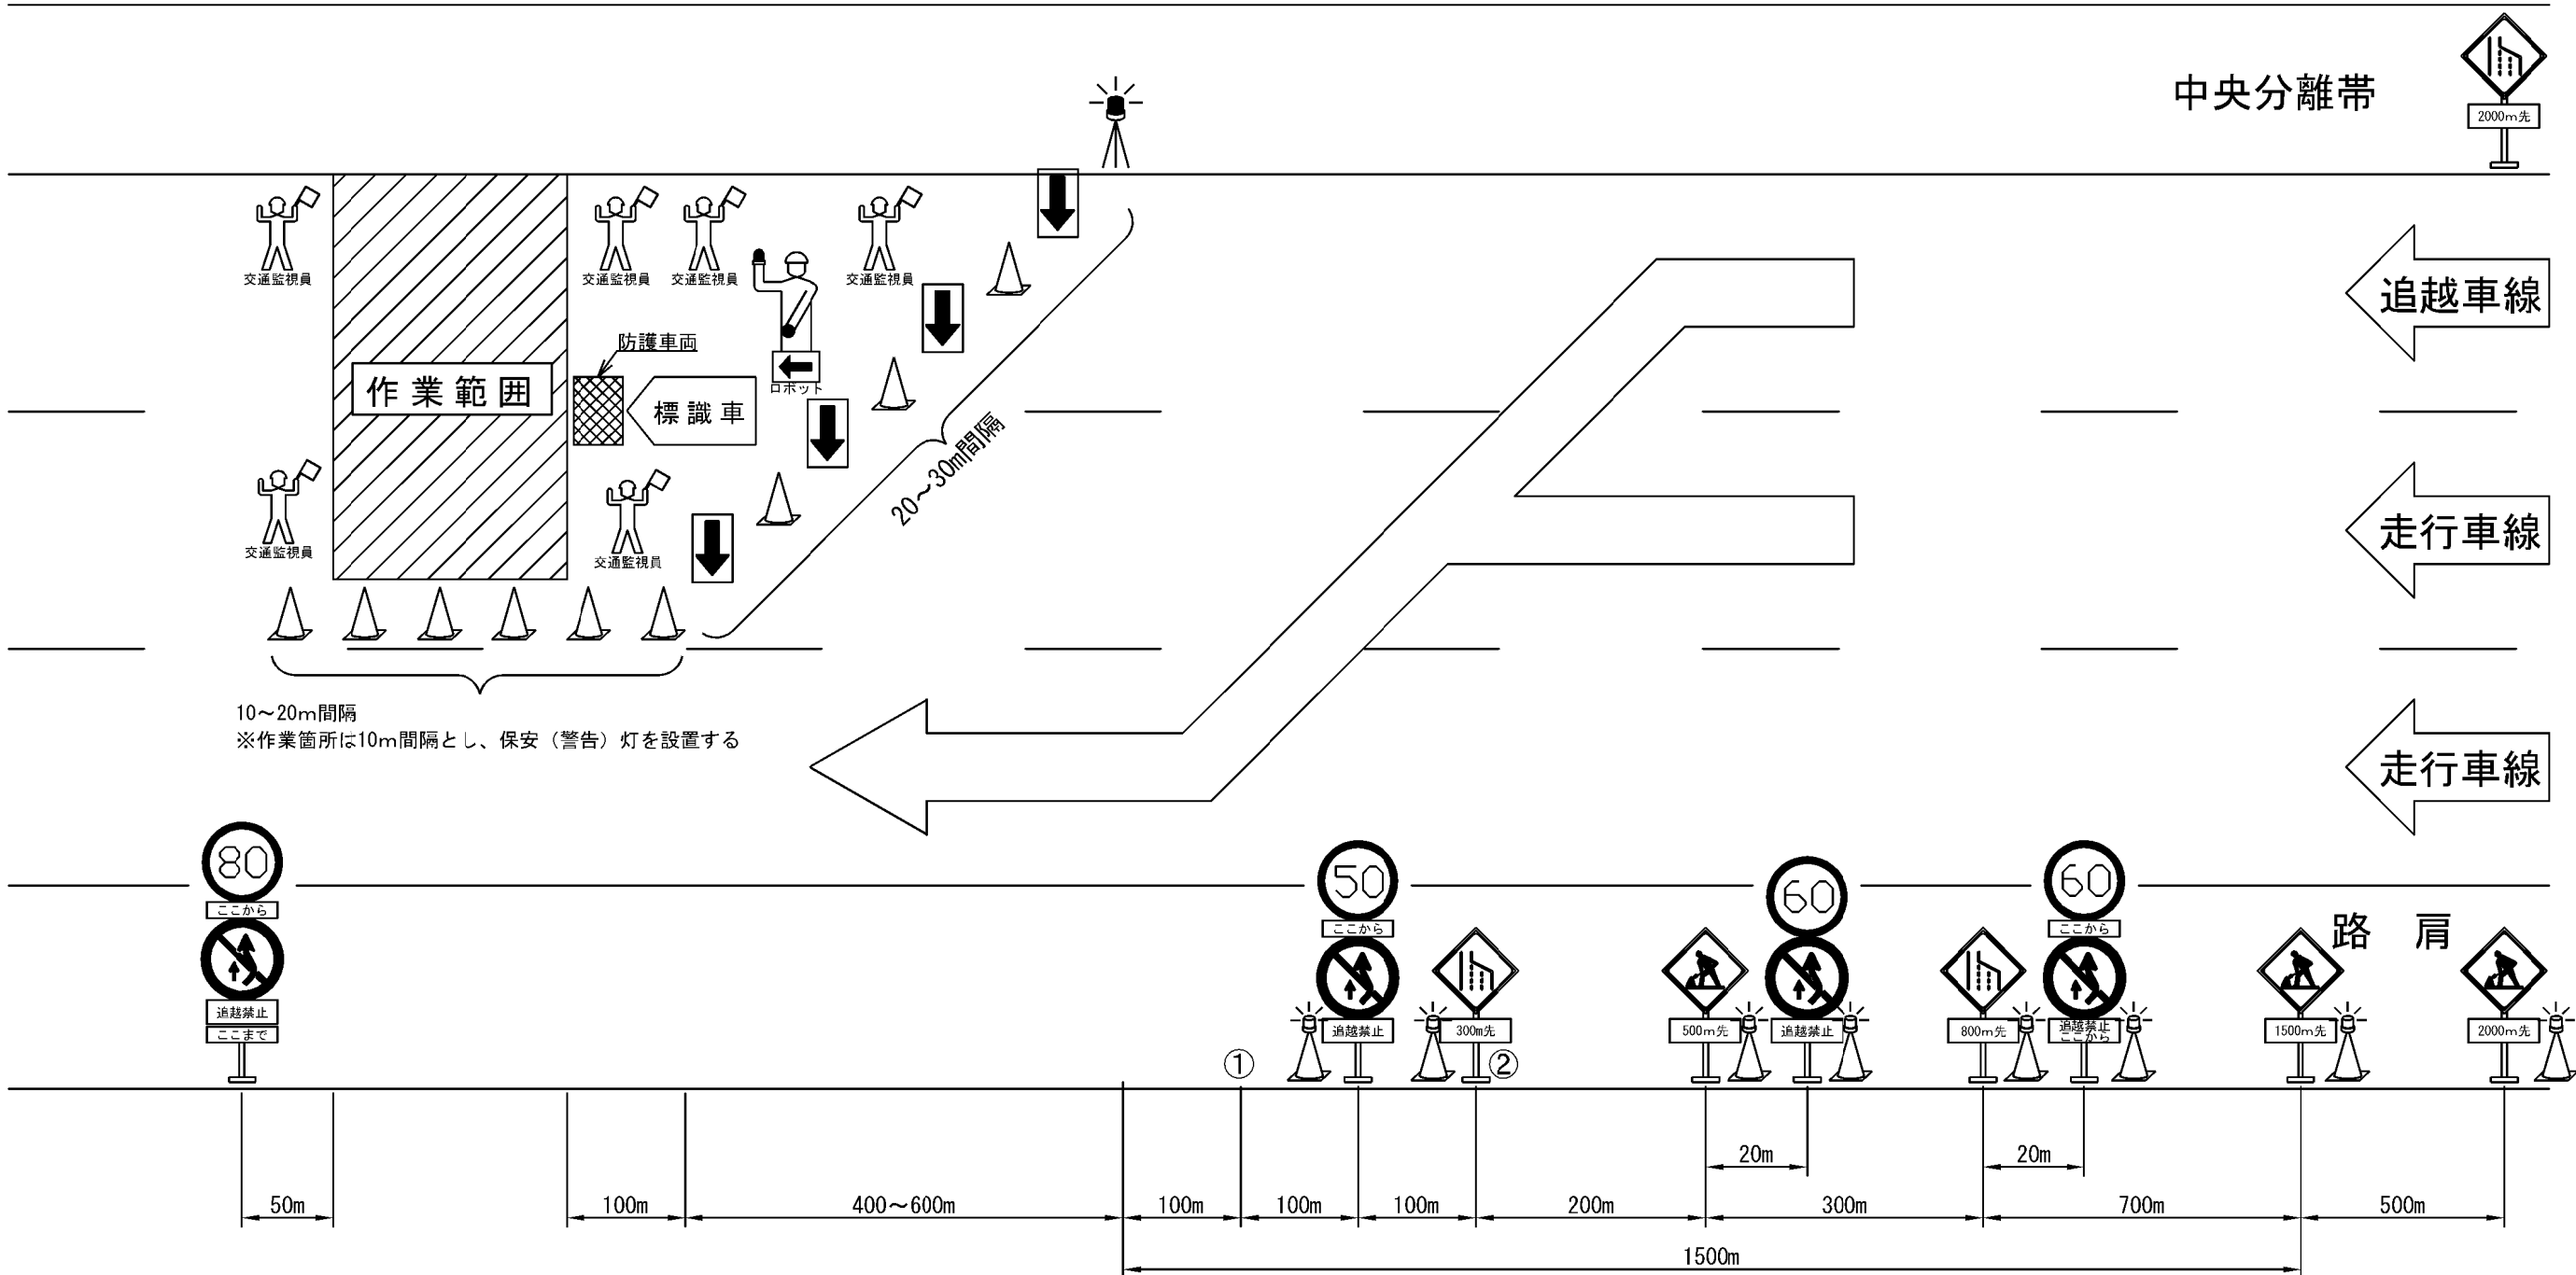 中央分離帯
2000m先
追越車線
走行車線
走行車線
交通監視員
交通監視員
交通監視員
交通監視員
防護車両
作業範囲
標識車
ロボット
20～30m間隔
交通監視員
交通監視員
10～20m間隔
※作業箇所は10m間隔とし、保安（警告）灯を設置する
80
ここから
追越禁止
ここまで
50
ここから
追越禁止
300m先
500m先
60
追越禁止
800m先
60
ここから
追越禁止
ここから
路肩
1500m先
2000m先
①
②
20m
20m
50m
100m
400～600m
100m
100m
100m
200m
300m
700m
500m
1500m